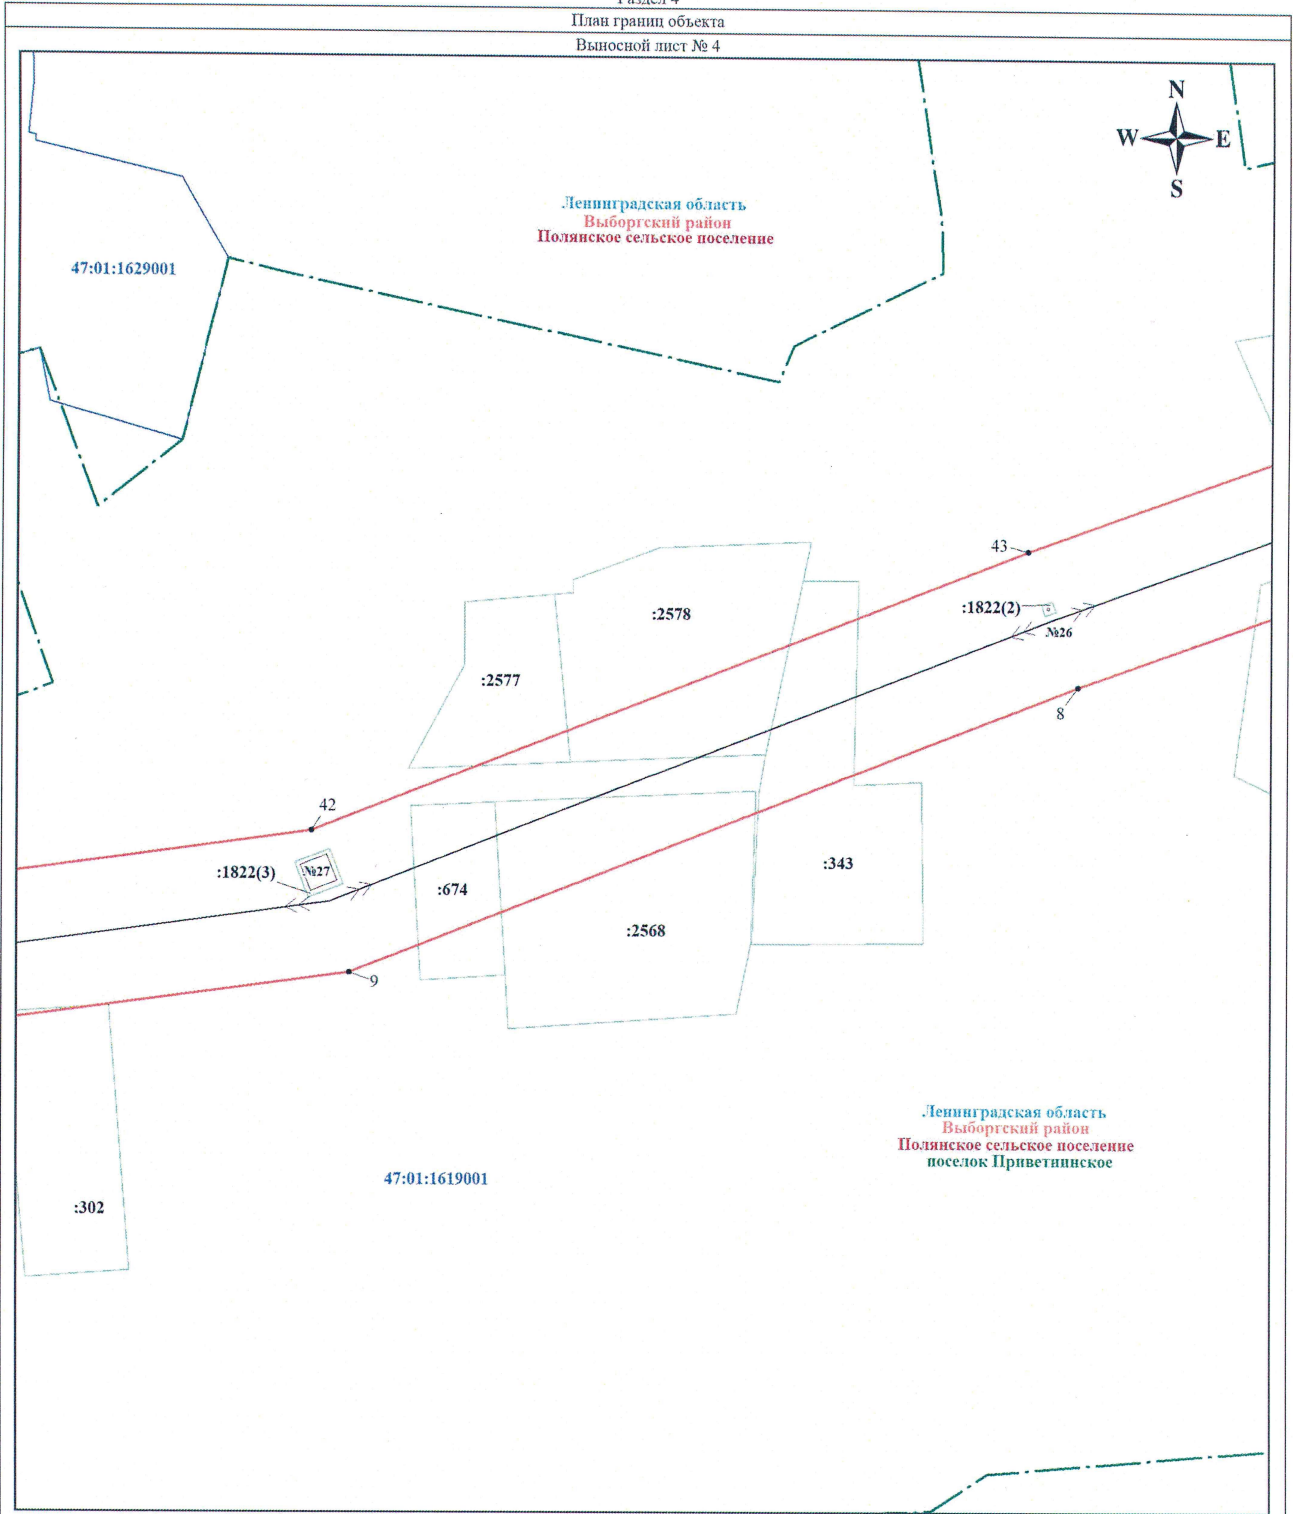 Раздел 4
План границ объекта
Выносной лист № 4
N
W E
S
Ленинградская область
Выборгский район
Полянское сельское поселение
47:01:1629001
43
:1822(2)
№26
:2578
:2577
8
42
:1822(3)
№27
:674
:343
:2568
9
Ленинградская область
Выборгский район
Полянское сельское поселение
поселок Приветнинское
47:01:1619001
:302